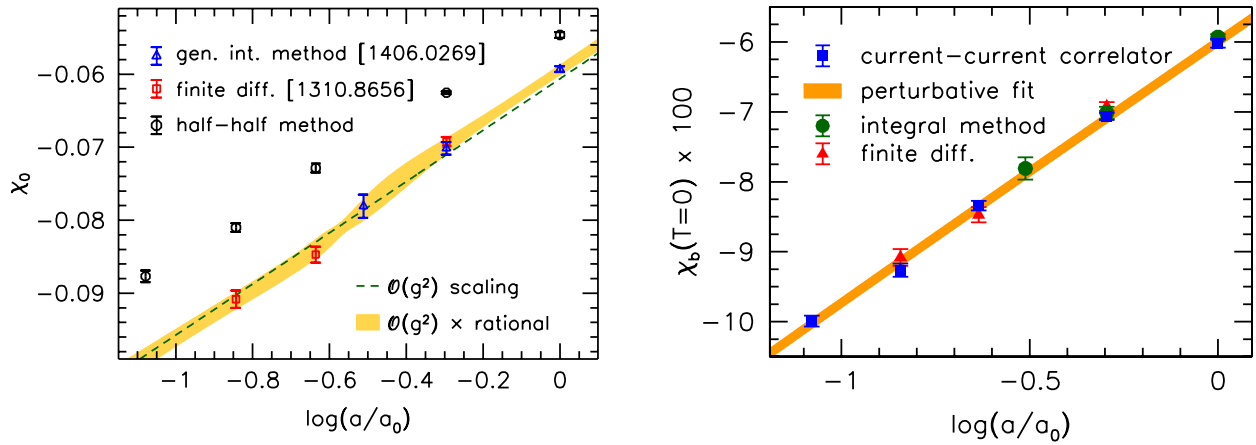 gen. int. method [1406.0269]
finite diff. [1310.8656]
half−half method
−0.06
−0.07
−0.08
−0.09
χ₀
𝒪(g²) scaling
𝒪(g²) × rational
−1 −0.8 −0.6 −0.4 −0.2 0
log(a/a₀)
current−current correlator
perturbative fit
integral method
finite diff.
−6
−7
−8
−9
−10
χ_b(T=0) × 100
−1 −0.5 0
log(a/a₀)